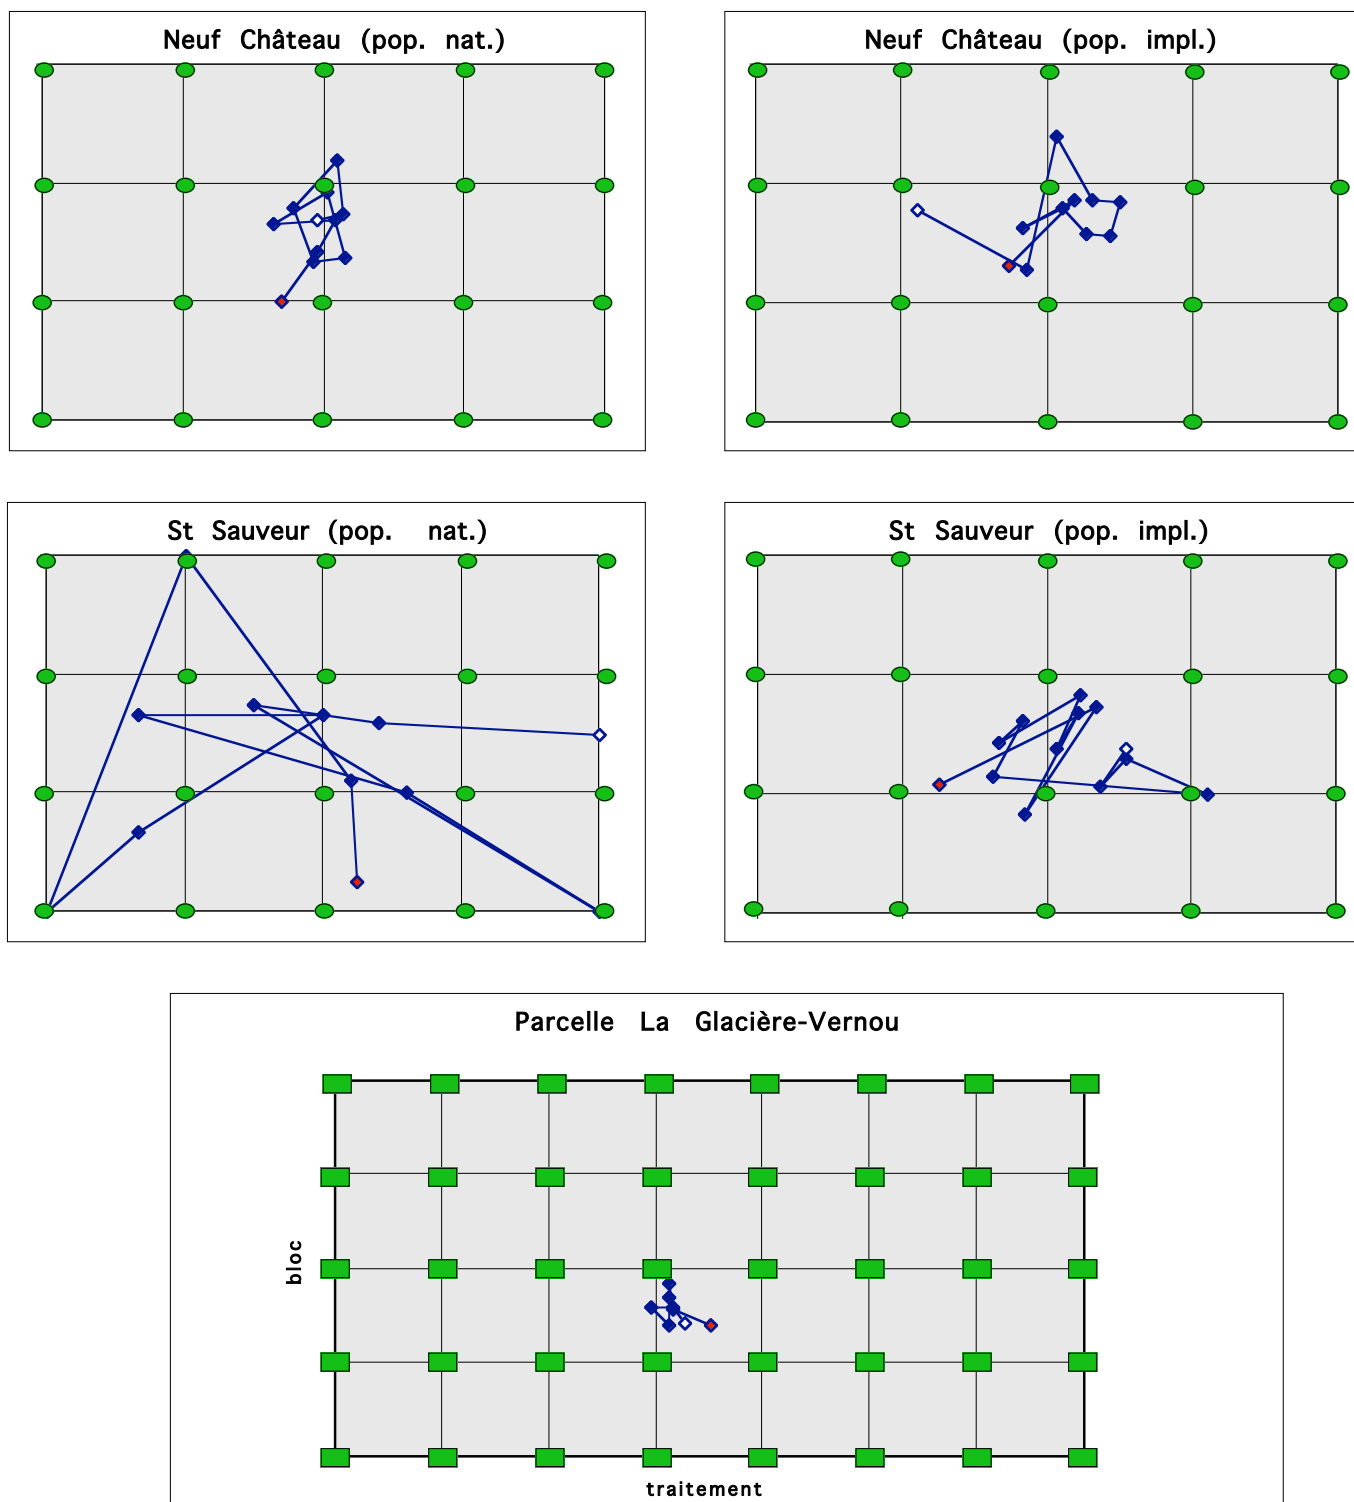 Neuf Château (pop. nat.)
Neuf Château (pop. impl.)
St Sauveur (pop. nat.)
St Sauveur (pop. impl.)
Parcelle La Glacière-Vernou
bloc
traitement